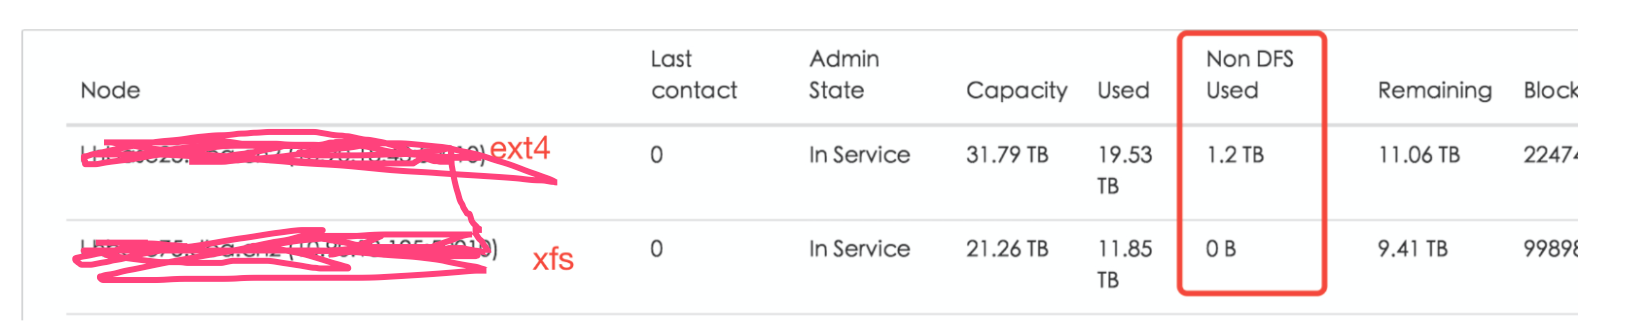 Last Admin Non DFS
Node contact State Capacity Used Used Remaining Block
ext4 0 In Service 31.79 TB 19.53 1.2 TB 11.06 TB 22474
TB
xfs 0 In Service 21.26 TB 11.85 0 B 9.41 TB 99898
TB